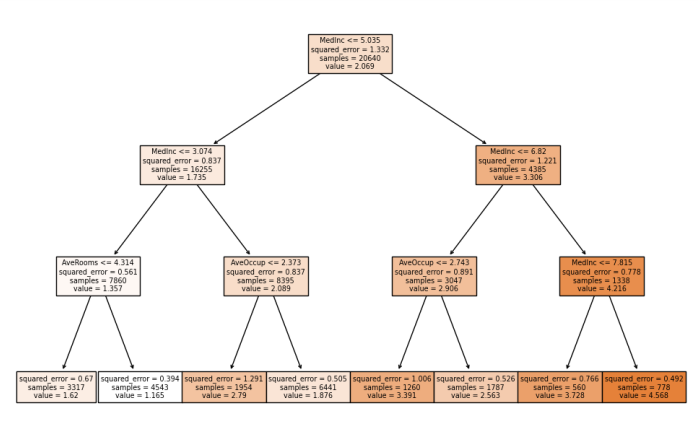 MedInc <= 5.035
squared_error = 1.332
samples = 20640
value = 2.069
MedInc <= 3.074
squared_error = 0.837
samples = 16255
value = 1.735
MedInc <= 6.82
squared_error = 1.221
samples = 4385
value = 3.306
AveRooms <= 4.314
squared_error = 0.561
samples = 7860
value = 1.357
AveOccup <= 2.373
squared_error = 0.837
samples = 8395
value = 2.089
AveOccup <= 2.743
squared_error = 0.891
samples = 3047
value = 2.906
MedInc <= 7.815
squared_error = 0.778
samples = 1338
value = 4.216
squared_error = 0.67
samples = 3317
value = 1.62
squared_error = 0.394
samples = 4543
value = 1.165
squared_error = 1.291
samples = 1954
value = 2.79
squared_error = 0.505
samples = 6441
value = 1.876
squared_error = 1.006
samples = 1260
value = 3.391
squared_error = 0.526
samples = 1787
value = 2.563
squared_error = 0.766
samples = 560
value = 3.728
squared_error = 0.492
samples = 778
value = 4.568